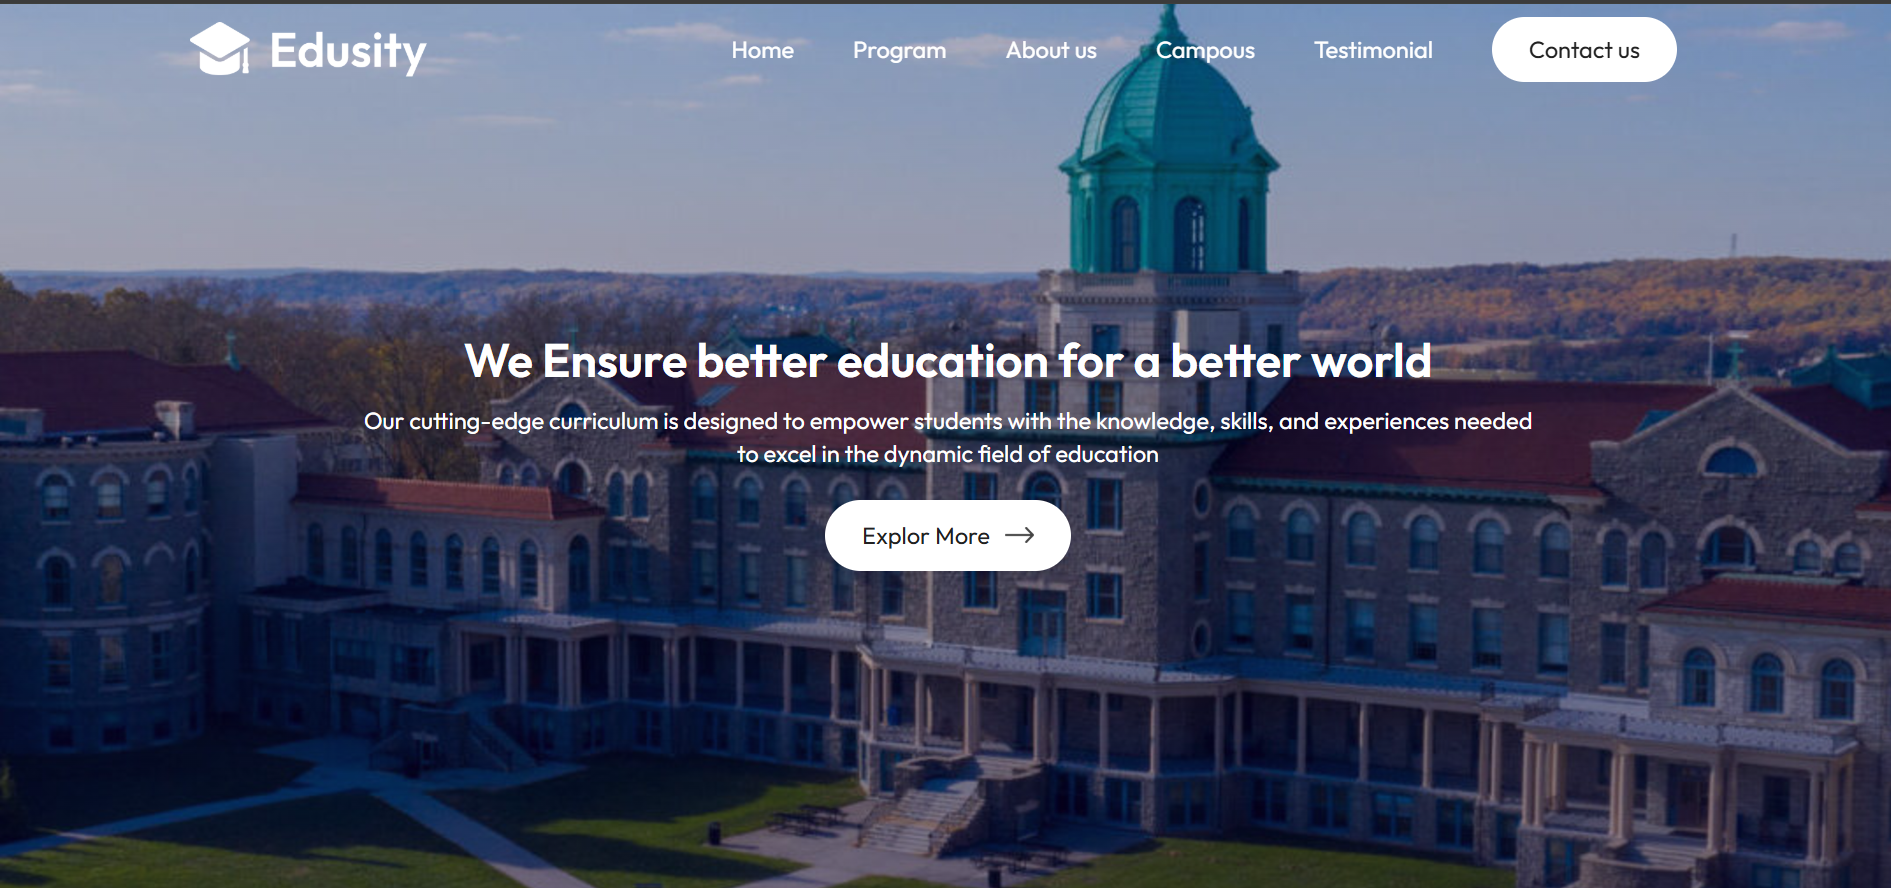 Edusity
Home
Program
About us
Campous
Testimonial
Contact us
We Ensure better education for a better world
Our cutting-edge curriculum is designed to empower students with the knowledge, skills, and experiences needed
to excel in the dynamic field of education
Explor More